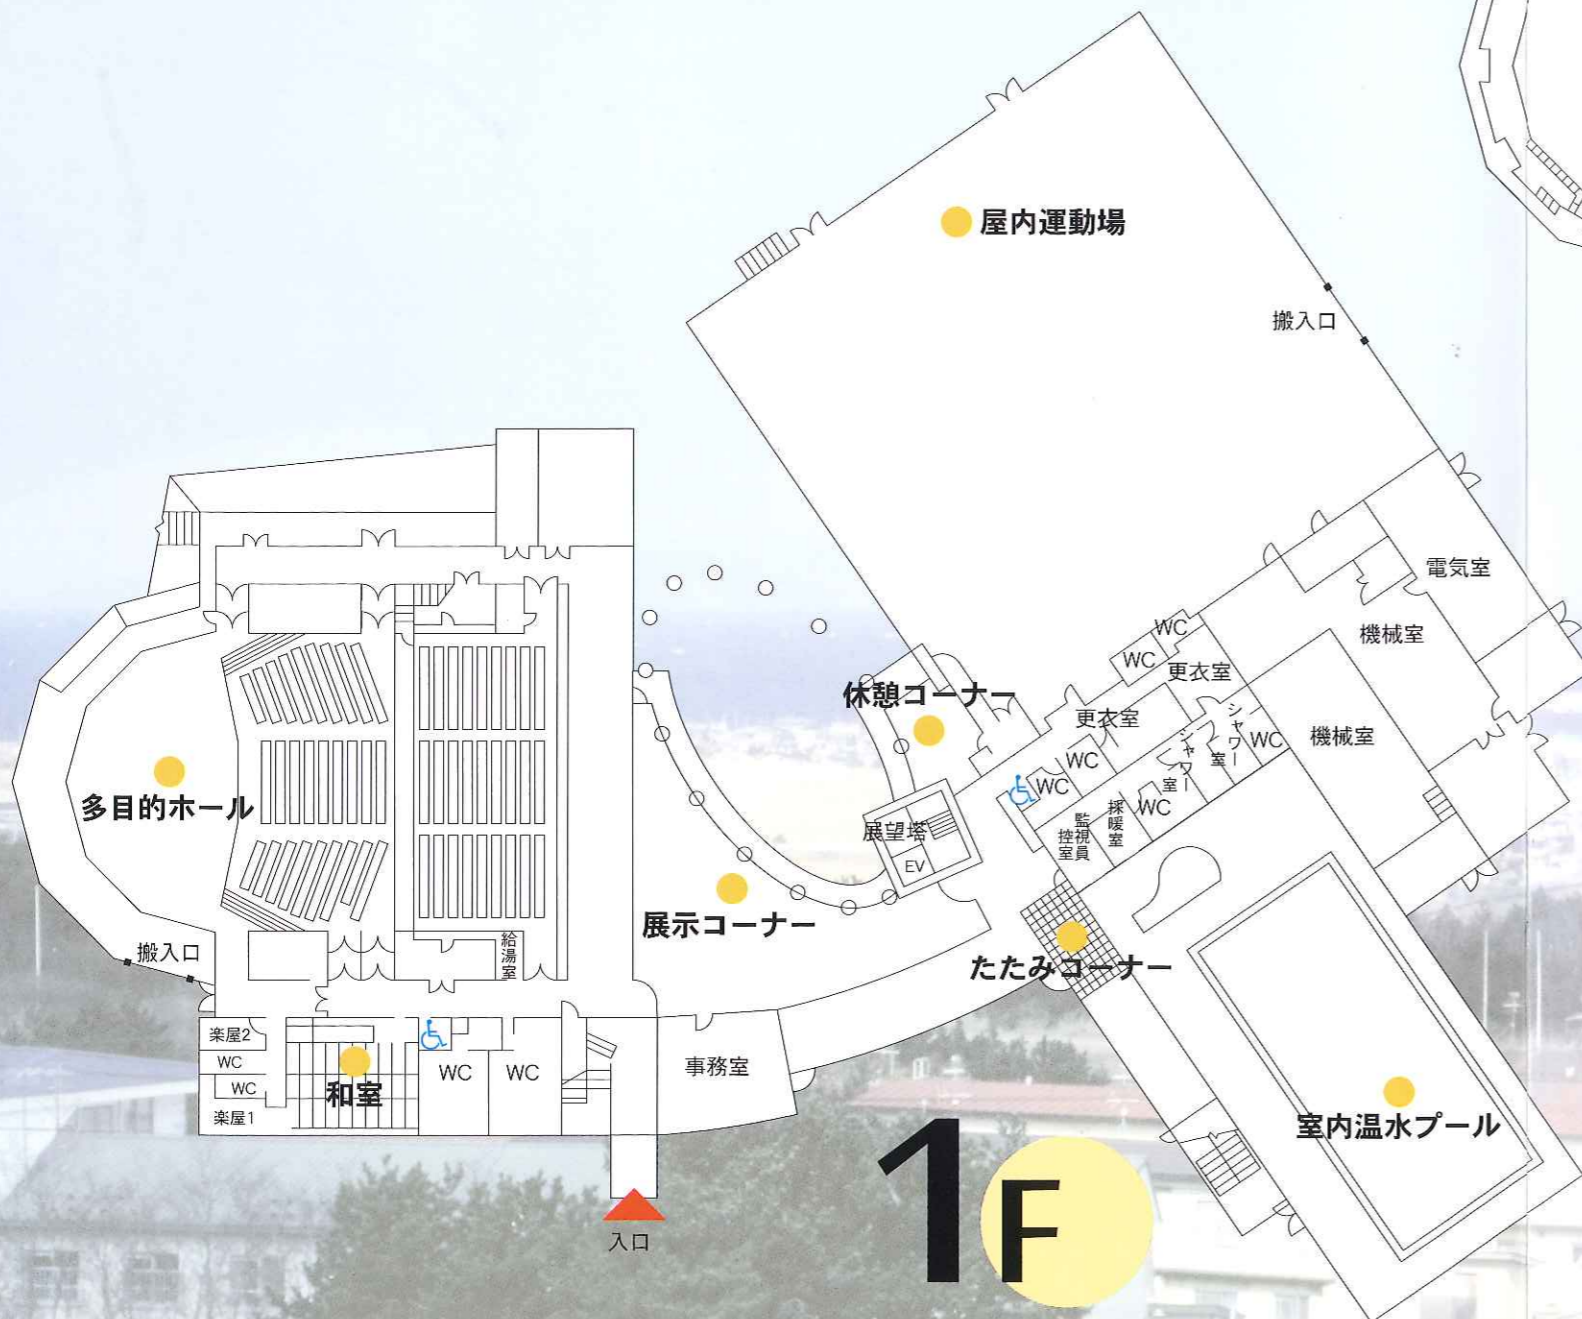 屋内運動場
搬入口
電気室
機械室
WC
WC
更衣室
休憩コーナー
更衣室
シャワー室
WC
機械室
シャワー室
WC
WC
WC
採暖室
監視員控室
展望塔
EV
多目的ホール
展示コーナー
給湯室
搬入口
たたみコーナー
楽屋2
WC
WC
楽屋1
和室
WC
WC
事務室
室内温水プール
入口
1F